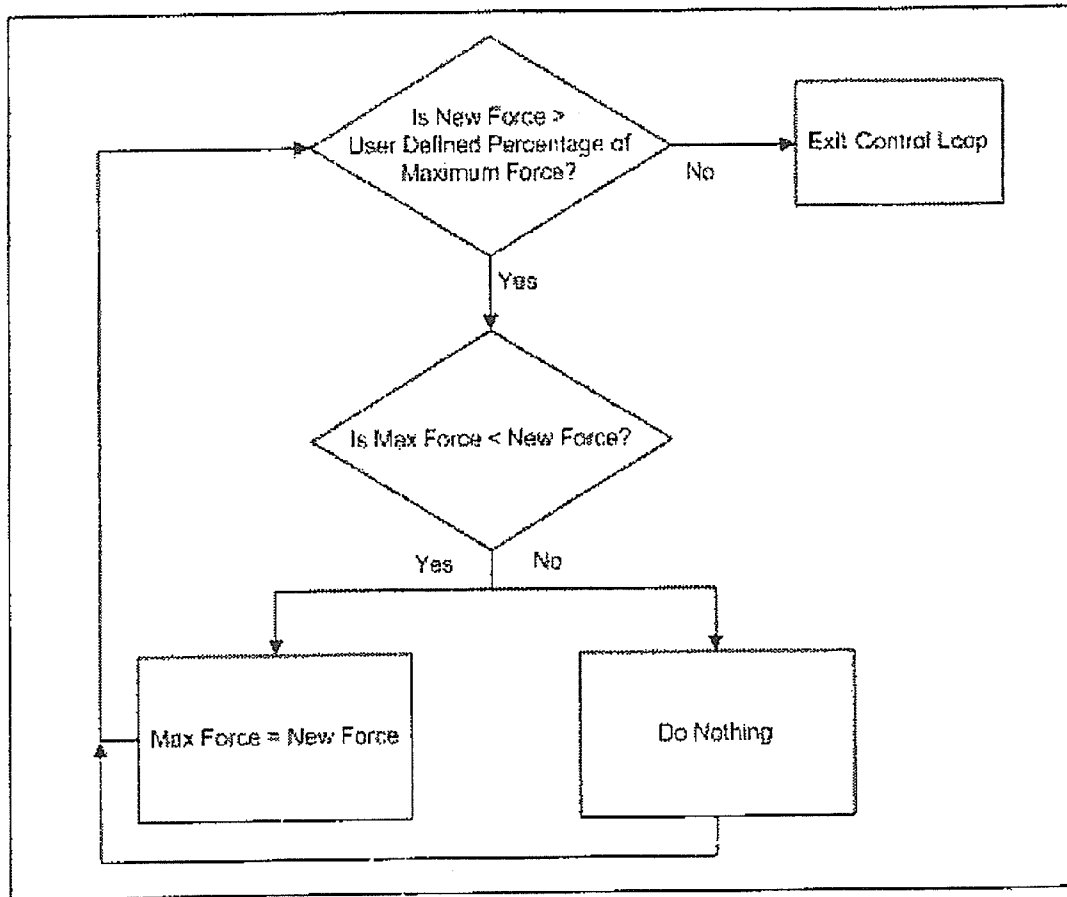 Is New Force >
User Defined Percentage of
Maximum Force?
No
Exit Control Loop
Yes
Is Max Force < New Force?
Yes
No
Max Force = New Force
Do Nothing